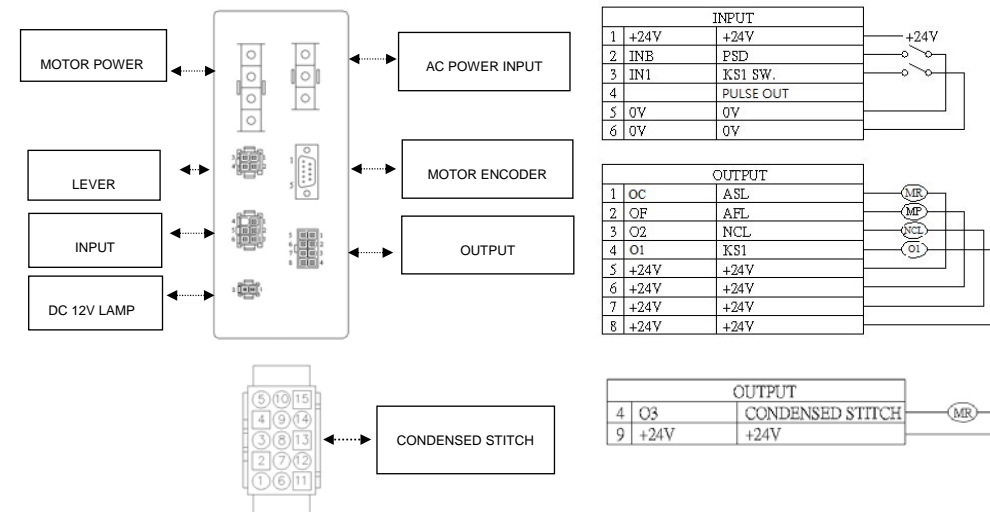 MOTOR POWER
AC POWER INPUT
LEVER
MOTOR ENCODER
INPUT
OUTPUT
DC 12V LAMP
CONDENSED STITCH
INPUT
1 +24V +24V +24V
2 INB PSD
3 IN1 KS1 SW.
4 PULSE OUT
5 0V 0V
6 0V 0V
OUTPUT
1 OC ASL MR
2 OF AFL MP
3 O2 NCL NCL
4 O1 KS1 O1
5 +24V +24V
6 +24V +24V
7 +24V +24V
8 +24V +24V
OUTPUT
4 O3 CONDENSED STITCH MR
9 +24V +24V
5 10 15
4 9 14
3 8 13
2 7 12
1 6 11